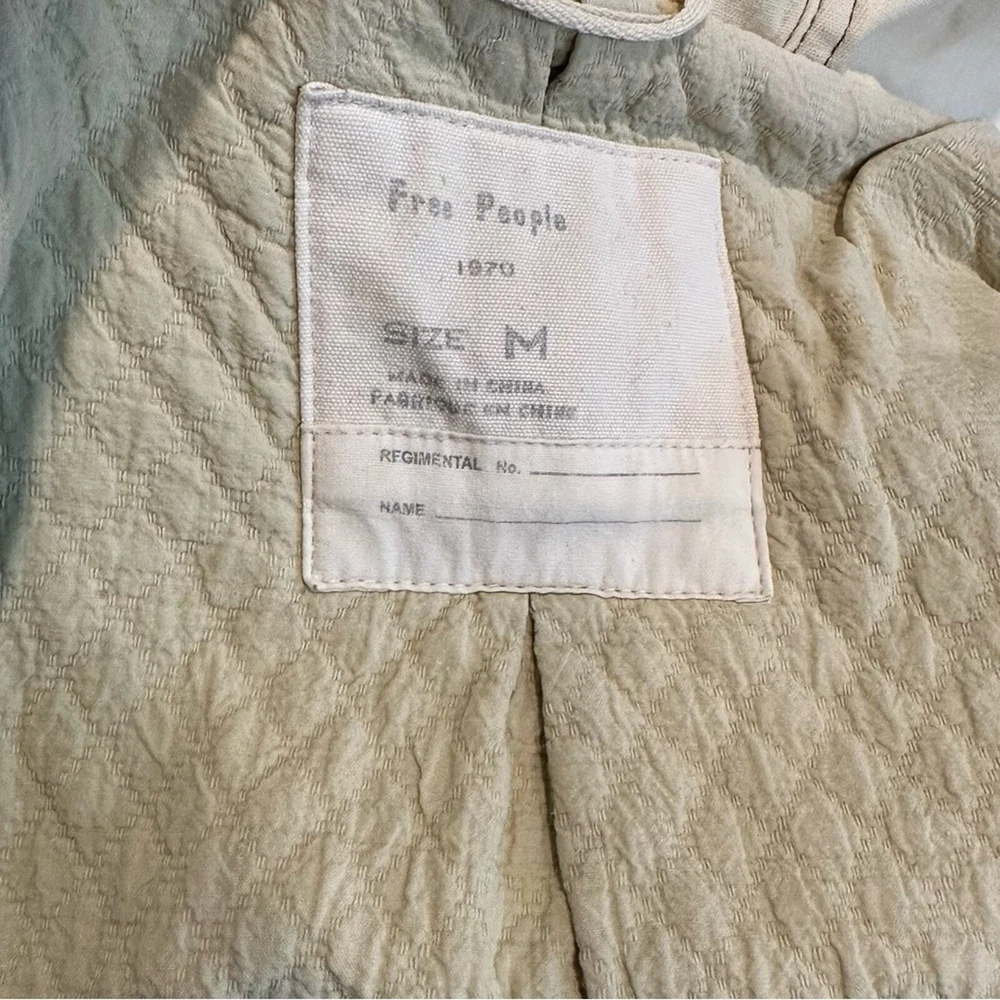 Free People
1970
SIZE M
MADE IN CHINA
FABRIQUE EN CHINE
REGIMENTAL No.
NAME